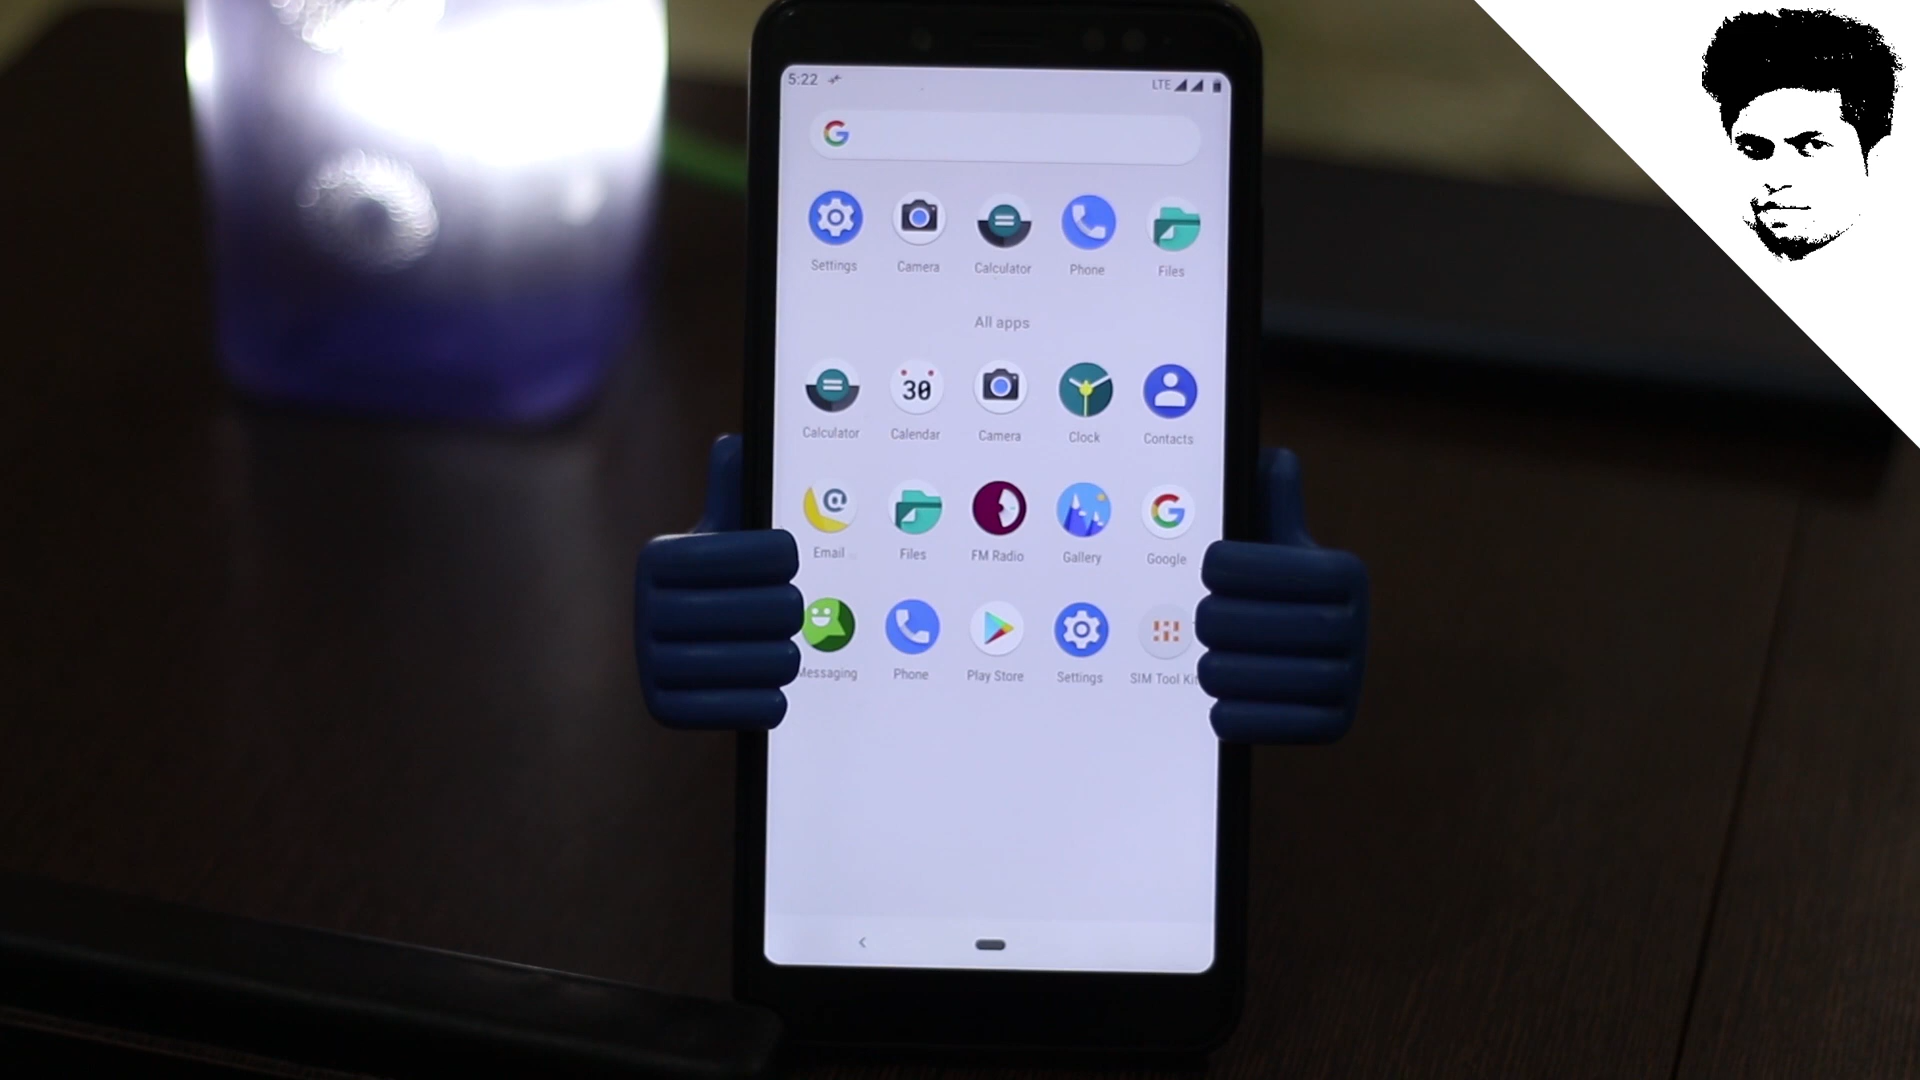 5:22 LTE
G
Settings Camera Calculator Phone Files
All apps
30
Calculator Calendar Camera Clock Contacts
@ G
Email Files FM Radio Gallery Google
Messaging Phone Play Store Settings SIM Tool Kit